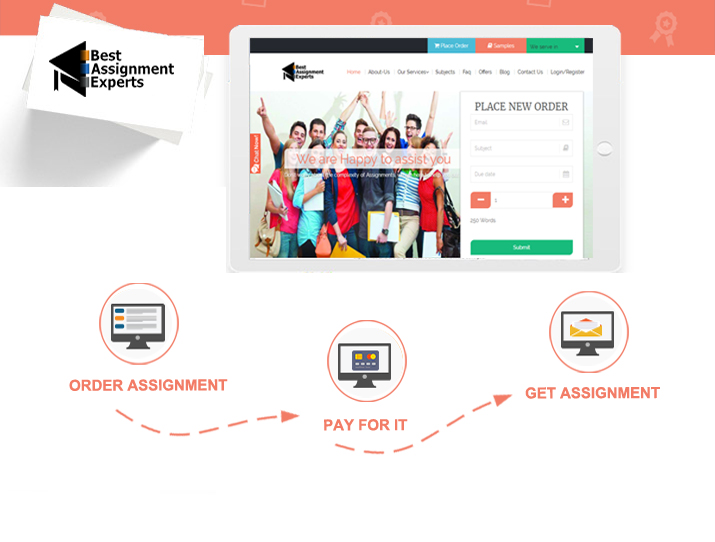 Best
Assignment
Experts
Place Order
Samples
We serve in
Best
Assignment
Experts
Home
About-Us
Our Services
Subjects
Faq
Offers
Blog
Contact Us
Login/Register
PLACE NEW ORDER
Email
Subject
Due date
1
250 Words
Submit
Chat Now!
We are Happy to assist you
the complexity of Assignments
ORDER ASSIGNMENT
PAY FOR IT
GET ASSIGNMENT